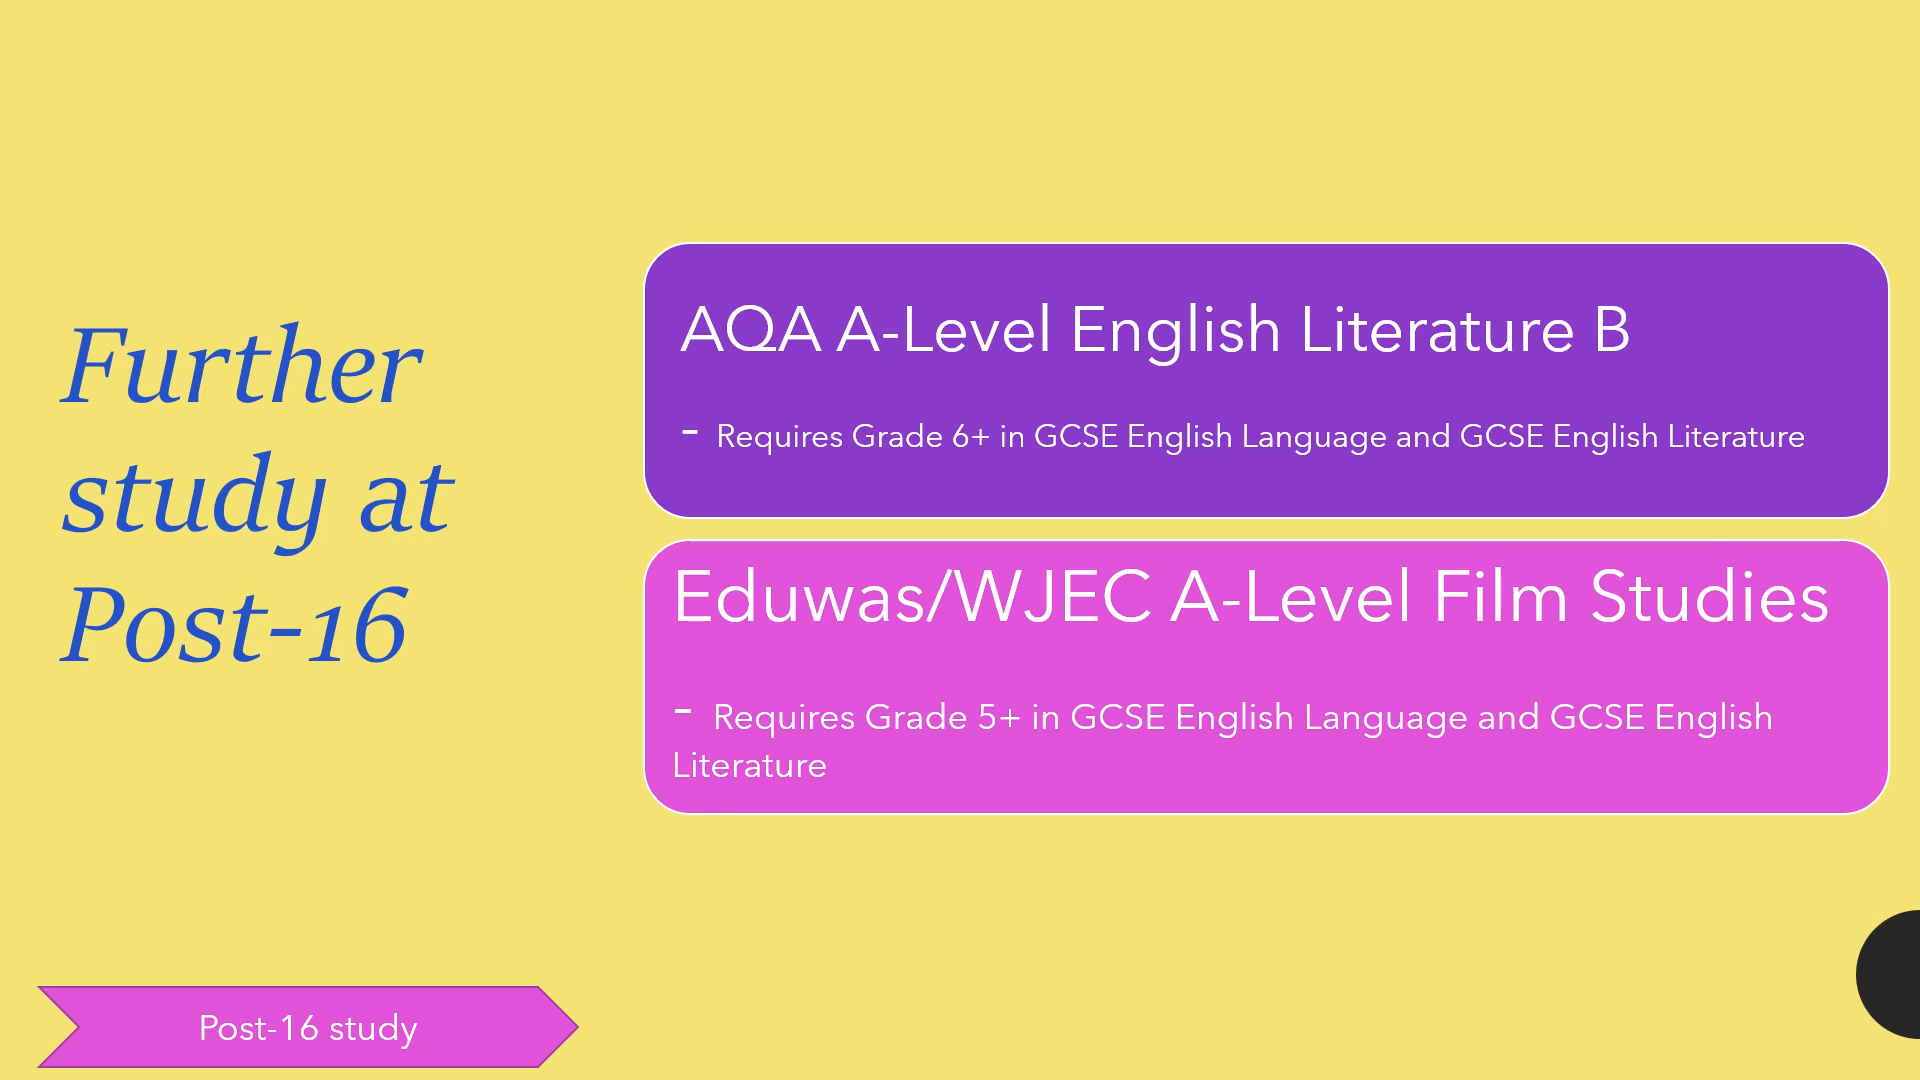 Further
study at
Post-16
AQA A-Level English Literature B
- Requires Grade 6+ in GCSE English Language and GCSE English Literature
Eduwas/WJEC A-Level Film Studies
- Requires Grade 5+ in GCSE English Language and GCSE English
Literature
Post-16 study